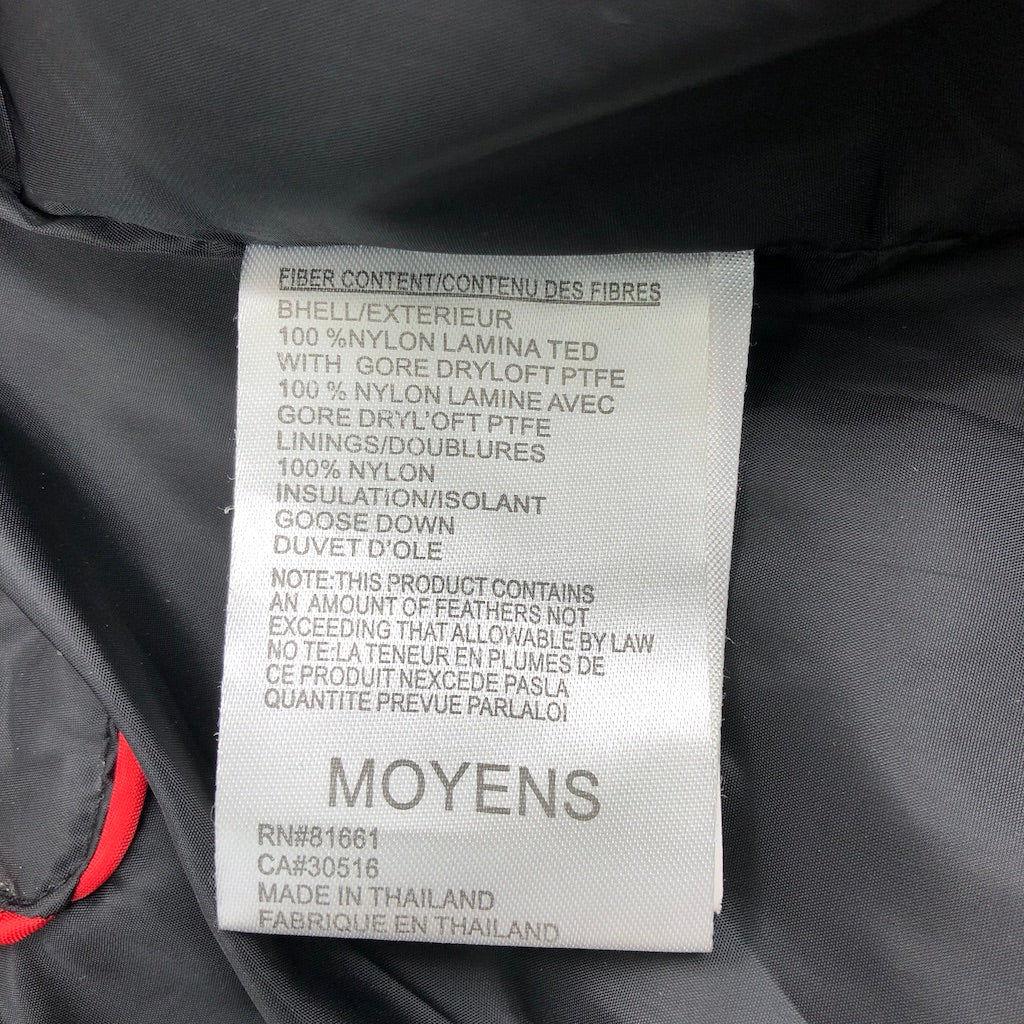 FIBER CONTENT/CONTENU DES FIBRES
BHELL/EXTERIEUR
100 %NYLON LAMINA TED
WITH GORE DRYLOFT PTFE
100 % NYLON LAMINE AVEC
GORE DRYL'OFT PTFE
LININGS/DOUBLURES
100% NYLON
INSULATION/ISOLANT
GOOSE DOWN
DUVET D'OLE
NOTE:THIS PRODUCT CONTAINS
AN AMOUNT OF FEATHERS NOT
EXCEEDING THAT ALLOWABLE BY LAW
NO TE:LA TENEUR EN PLUMES DE
CE PRODUIT NEXCEDE PASLA
QUANTITE PREVUE PARLALOI
MOYENS
RN#81661
CA#30516
MADE IN THAILAND
FABRIQUE EN THAILAND